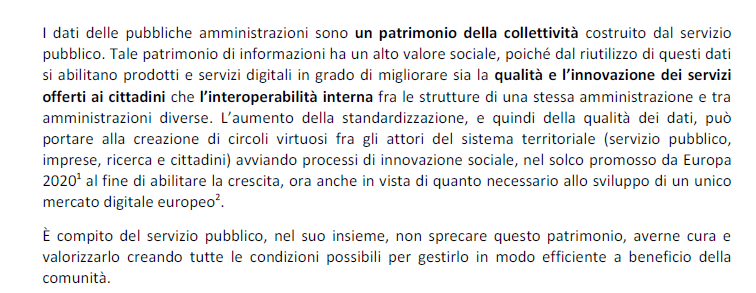 I dati delle pubbliche amministrazioni sono un patrimonio della collettività costruito dal servizio
pubblico. Tale patrimonio di informazioni ha un alto valore sociale, poiché dal riutilizzo di questi dati
si abilitano prodotti e servizi digitali in grado di migliorare sia la qualità e l’innovazione dei servizi
offerti ai cittadini che l’interoperabilità interna fra le strutture di una stessa amministrazione e tra
amministrazioni diverse. L’aumento della standardizzazione, e quindi della qualità dei dati, può
portare alla creazione di circoli virtuosi fra gli attori del sistema territoriale (servizio pubblico,
imprese, ricerca e cittadini) avviando processi di innovazione sociale, nel solco promosso da Europa
2020¹ al fine di abilitare la crescita, ora anche in vista di quanto necessario allo sviluppo di un unico
mercato digitale europeo².
È compito del servizio pubblico, nel suo insieme, non sprecare questo patrimonio, averne cura e
valorizzarlo creando tutte le condizioni possibili per gestirlo in modo efficiente a beneficio della
comunità.